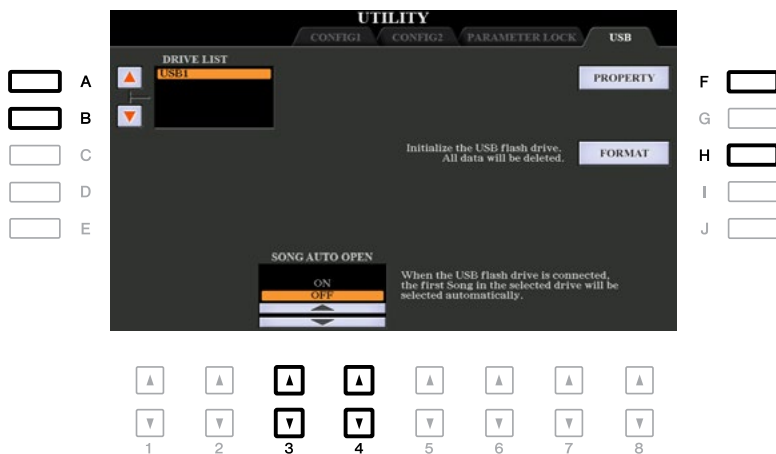 UTILITY
CONFIG1 CONFIG2 PARAMETER LOCK USB
DRIVE LIST
USB1
PROPERTY
A
B
C
D
E
F
G
H
I
J
Initialize the USB flash drive.
All data will be deleted.
FORMAT
SONG AUTO OPEN
ON
OFF
When the USB flash drive is connected,
the first Song in the selected drive will be
selected automatically.
1 2 3 4 5 6 7 8